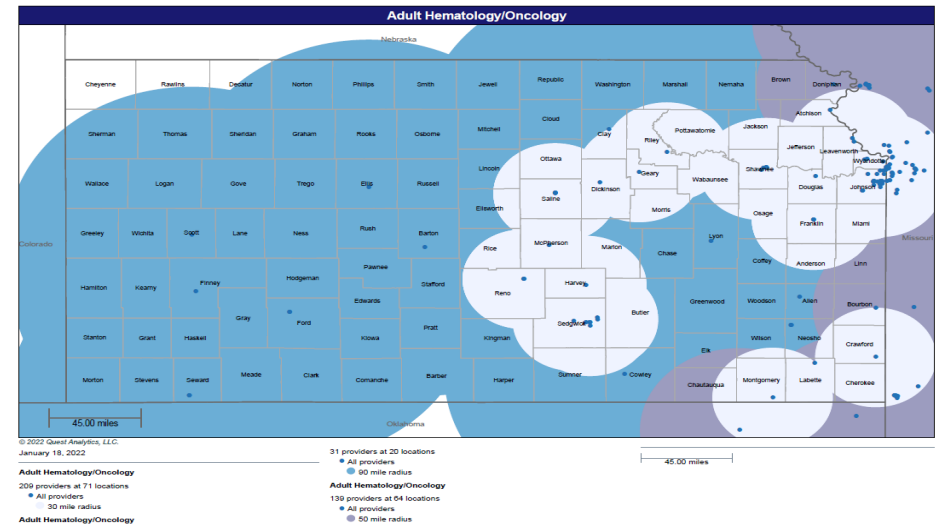 Adult Hematology/Oncology
Nebraska
Cheyenne Rawlins Decatur Norton Phillips Smith Jewell Republic Washington Marshall Nemaha Brown Doniphan
Atchison
Cloud
Sherman Thomas Sheridan Graham Rooks Osborne Mitchell Clay Riley Pottawatomie Jackson
Jefferson Leavenworth
Ottawa Wyandotte
Lincoln Shawnee
Wallace Logan Gove Trego Ellis Russell Saline Dickinson Geary Wabaunsee Douglas Johnson
Ellsworth Morris Osage
Greeley Wichita Scott Lane Ness Rush Barton Lyon Franklin Miami
Colorado Rice McPherson Marion Chase Missouri
Pawnee Coffey Anderson Linn
Hamilton Kearny Finney Hodgeman Stafford Reno Harvey
Edwards Greenwood Woodson Allen Bourbon
Gray Ford Sedgwick Butler
Pratt
Stanton Grant Haskell Kiowa Kingman Wilson Neosho Crawford
Elk
Morton Stevens Seward Meade Clark Comanche Barber Harper Sumner Cowley Chautauqua Montgomery Labette Cherokee
45.00 miles
Oklahoma
© 2022 Quest Analytics, LLC.
January 18, 2022
Adult Hematology/Oncology
209 providers at 71 locations
All providers
30 mile radius
Adult Hematology/Oncology
31 providers at 20 locations
All providers
90 mile radius
Adult Hematology/Oncology
139 providers at 64 locations
All providers
50 mile radius
45.00 miles